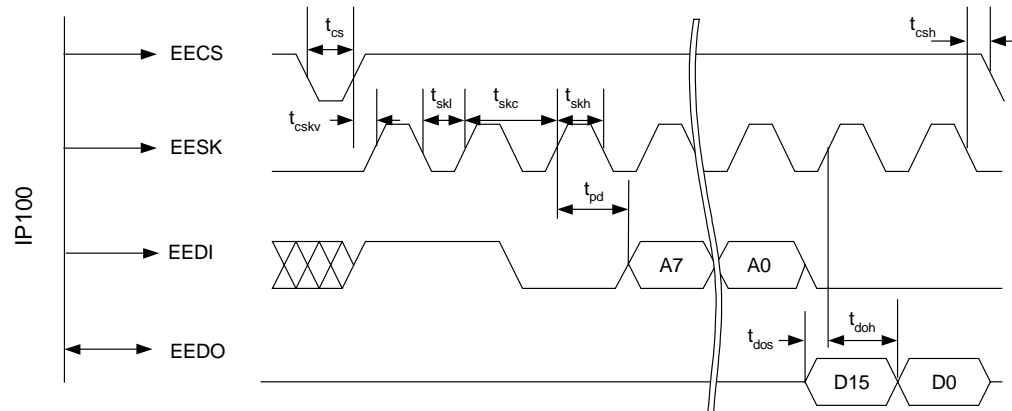 t_cs
t_csh
EECS
t_skl
t_skc
t_skh
t_cskv
EESK
IP100
t_pd
EEDI
A7
A0
t_doh
t_dos
EEDO
D15
D0